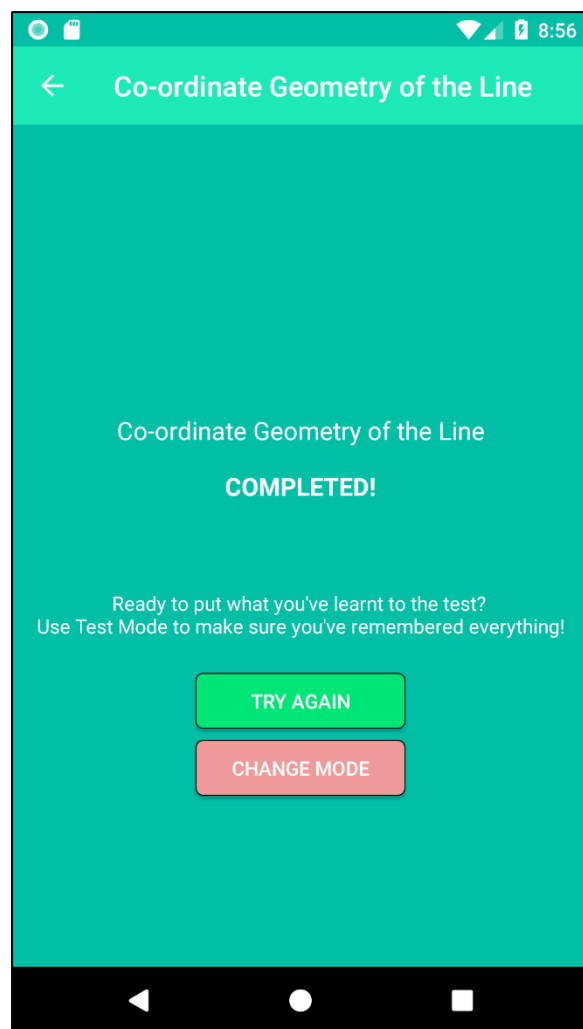 8:56
Co-ordinate Geometry of the Line
Co-ordinate Geometry of the Line
COMPLETED!
Ready to put what you've learnt to the test?
Use Test Mode to make sure you've remembered everything!
TRY AGAIN
CHANGE MODE